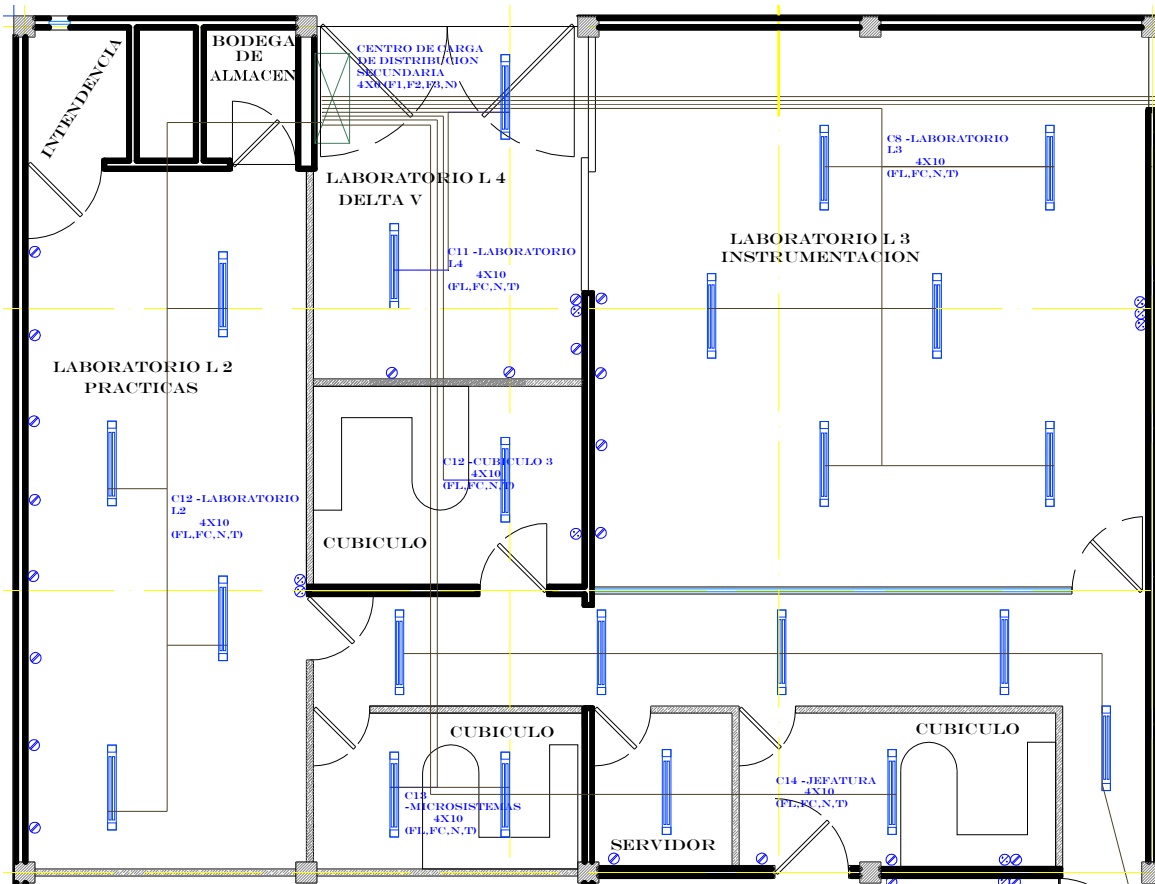 INTENDENCIA
BODEGA
DE
ALMACEN
CENTRO DE CARGA
DE DISTRIBUCION
SECUNDARIA
4X6 (F1,F2,F3,N)
LABORATORIO L 4
DELTA V
C8 -LABORATORIO
L3
4X10
(FL,FC,N,T)
LABORATORIO L 3
INSTRUMENTACION
C11 -LABORATORIO
L4
4X10
(FL,FC,N,T)
LABORATORIO L 2
PRACTICAS
C12 -CUBICULO 3
4X10
(FL,FC,N,T)
C12 -LABORATORIO
L2
4X10
(FL,FC,N,T)
CUBICULO
CUBICULO
CUBICULO
C13
-MICROSISTEMAS
4X10
(FL,FC,N,T)
C14 -JEFATURA
4X10
(FL,FC,N,T)
SERVIDOR